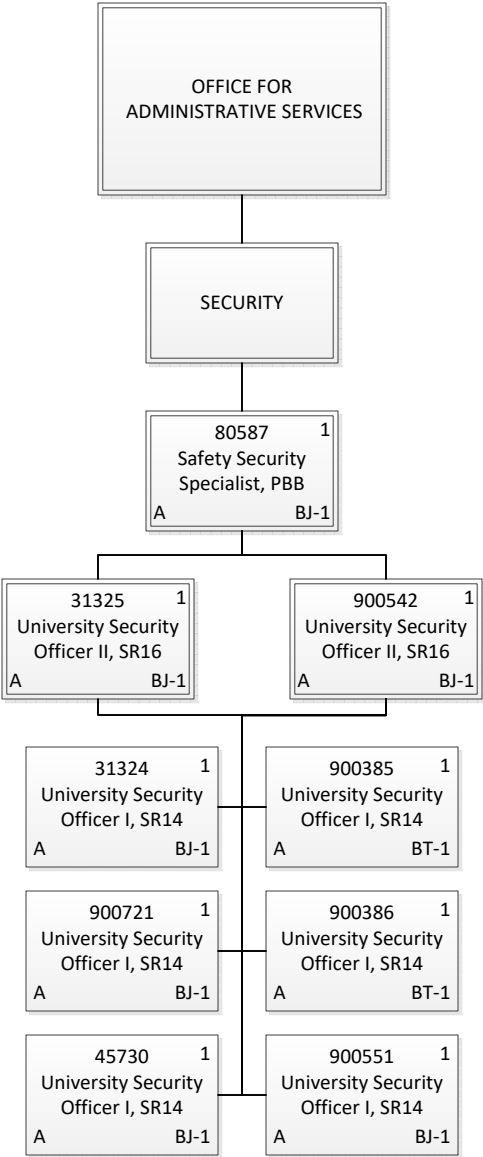 OFFICE FOR
ADMINISTRATIVE SERVICES
SECURITY
80587 1
Safety Security
Specialist, PBB
A BJ-1
31325 1
University Security
Officer II, SR16
A BJ-1
900542 1
University Security
Officer II, SR16
A BJ-1
31324 1
University Security
Officer I, SR14
A BJ-1
900385 1
University Security
Officer I, SR14
A BT-1
900721 1
University Security
Officer I, SR14
A BJ-1
900386 1
University Security
Officer I, SR14
A BT-1
45730 1
University Security
Officer I, SR14
A BJ-1
900551 1
University Security
Officer I, SR14
A BJ-1